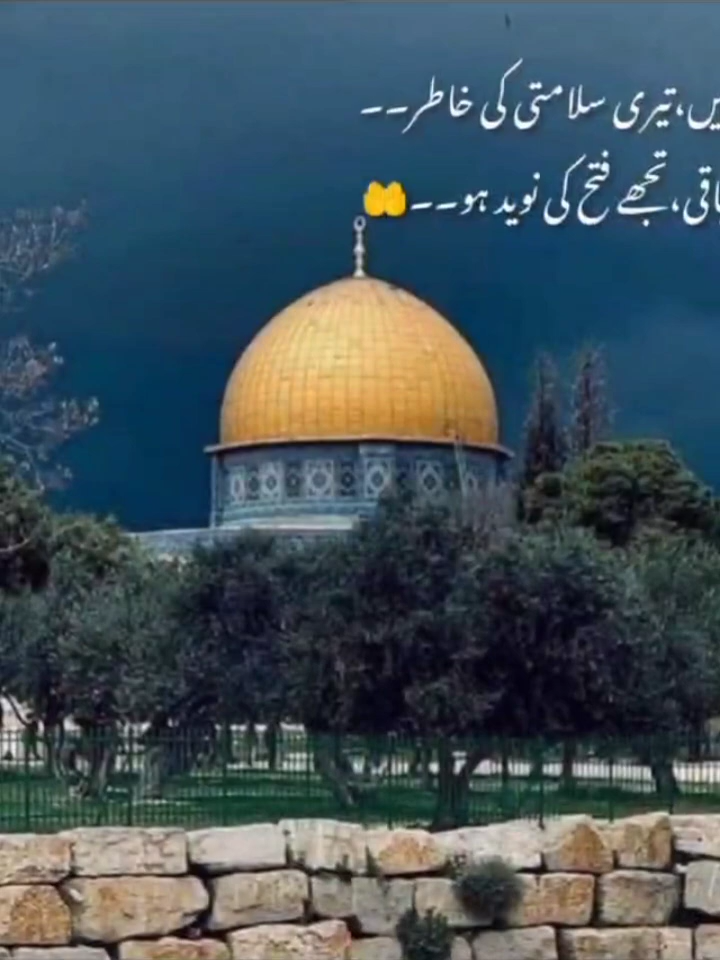 تیری سلامتی کی خاطر--
تجھے فتح کی نوید ہو--🤲